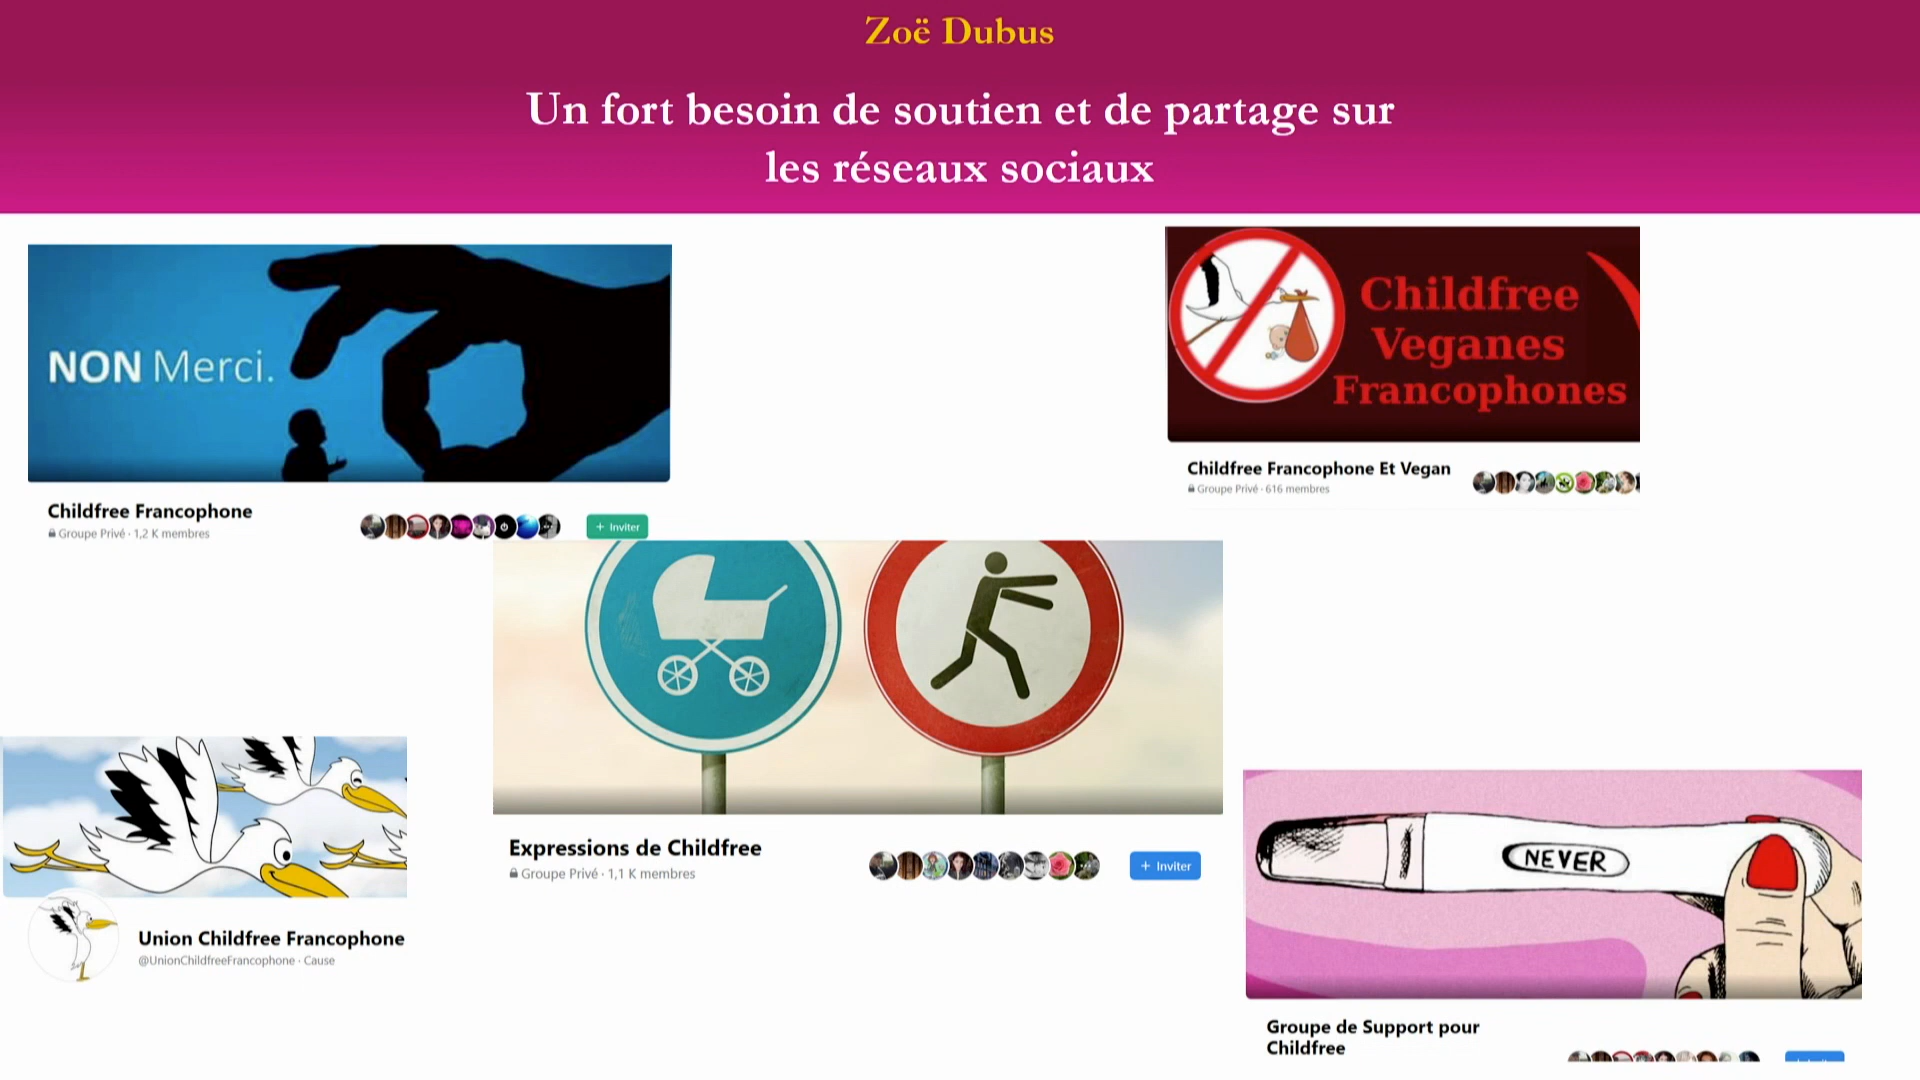 Zoë Dubus
Un fort besoin de soutien et de partage sur
les réseaux sociaux
NON Merci.
Childfree Francophone
Groupe Privé · 1,2 K membres
+ Inviter
Childfree
Veganes
Francophones
Childfree Francophone Et Vegan
Groupe Privé · 616 membres
Expressions de Childfree
Groupe Privé · 1,1 K membres
+ Inviter
Union Childfree Francophone
@UnionChildfreeFrancophone · Cause
NEVER
Groupe de Support pour
Childfree